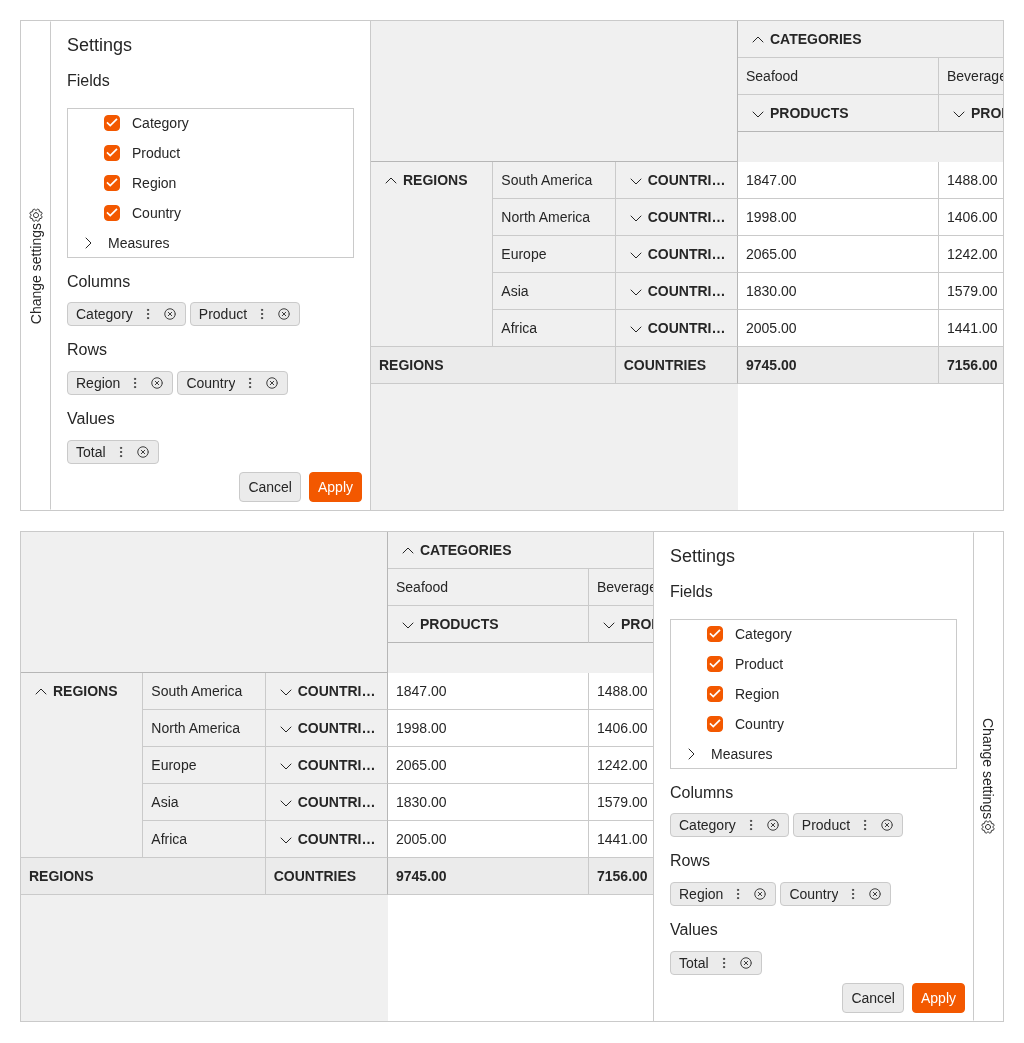 Change settings
Settings
Fields
Category
Product
Region
Country
Measures
Columns
Category Product
Rows
Region Country
Values
Total
Cancel Apply
CATEGORIES
Seafood Beverage
PRODUCTS PRO
REGIONS South America COUNTRI... 1847.00 1488.00
North America COUNTRI... 1998.00 1406.00
Europe COUNTRI... 2065.00 1242.00
Asia COUNTRI... 1830.00 1579.00
Africa COUNTRI... 2005.00 1441.00
REGIONS COUNTRIES 9745.00 7156.00
CATEGORIES
Seafood Beverage
PRODUCTS PRO
REGIONS South America COUNTRI... 1847.00 1488.00
North America COUNTRI... 1998.00 1406.00
Europe COUNTRI... 2065.00 1242.00
Asia COUNTRI... 1830.00 1579.00
Africa COUNTRI... 2005.00 1441.00
REGIONS COUNTRIES 9745.00 7156.00
Settings
Fields
Category
Product
Region
Country
Measures
Columns
Category Product
Rows
Region Country
Values
Total
Cancel Apply
Change settings